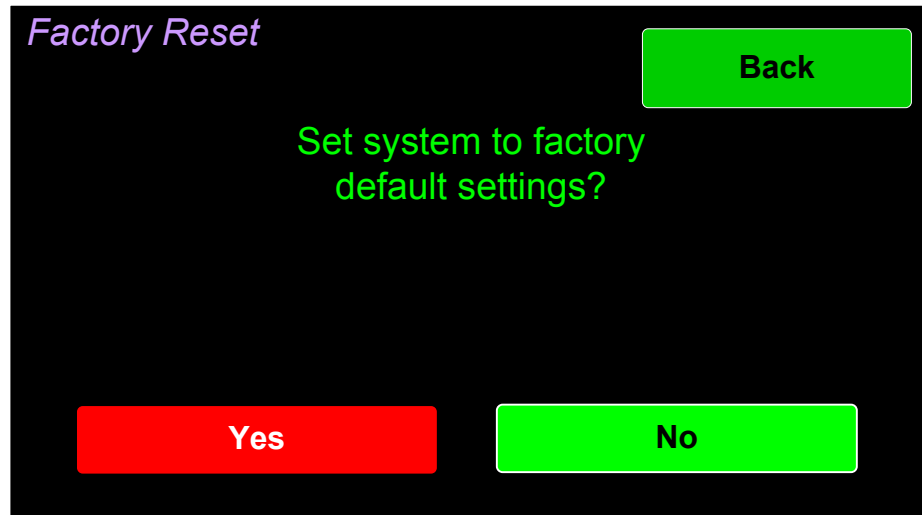 Factory Reset
Back
Set system to factory
default settings?
Yes
No